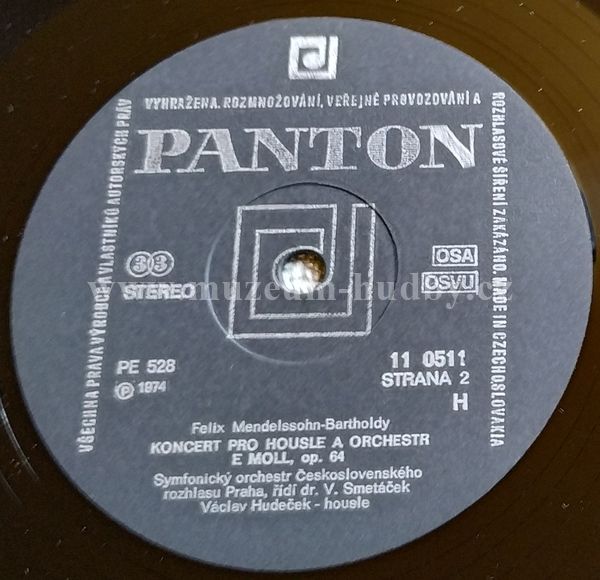 VŠECHNA PRÁVA VÝROBCE A VLASTNÍKŮ AUTORSKÝCH PRÁV
VYHRAŽENA. ROZMNOŽOVÁNÍ, VEŘEJNÉ PROVOZOVÁNÍ A
ROZHLASOVÉ ŠÍŘENÍ ZAKÁZÁNO. MADE IN CZECHOSLOVAKIA
PANTON
33
STEREO
OSA
OSVU
www.muzeum-hudby.cz
PE 528
℗ 1974
11 0511
STRANA 2
H
Felix Mendelssohn-Bartholdy
KONCERT PRO HOUSLE A ORCHESTR
E MOLL, op. 64
Symfonický orchestr Československého
rozhlasu Praha, řídí dr. V. Smetáček
Václav Hudeček - housle